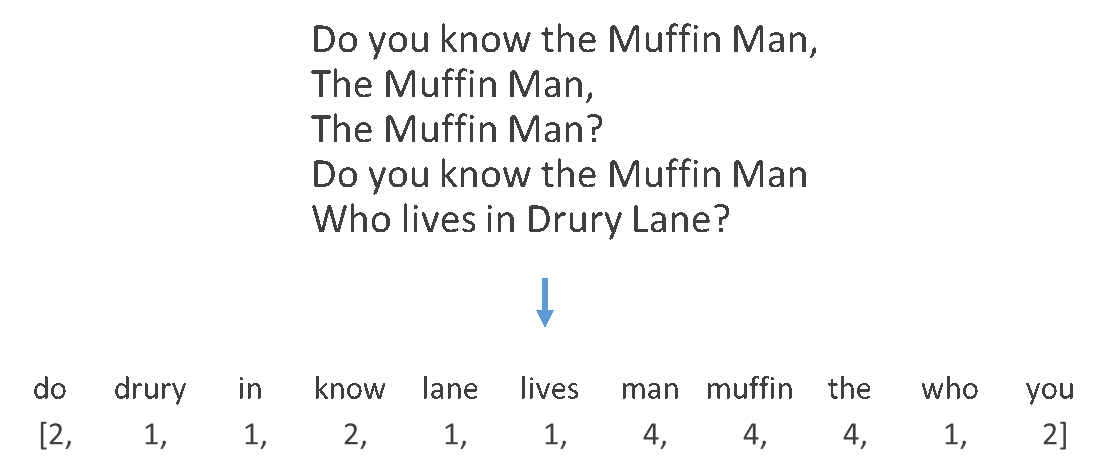 Do you know the Muffin Man,
The Muffin Man,
The Muffin Man?
Do you know the Muffin Man
Who lives in Drury Lane?
do drury in know lane lives man muffin the who you
[2, 1, 1, 2, 1, 1, 4, 4, 4, 1, 2]